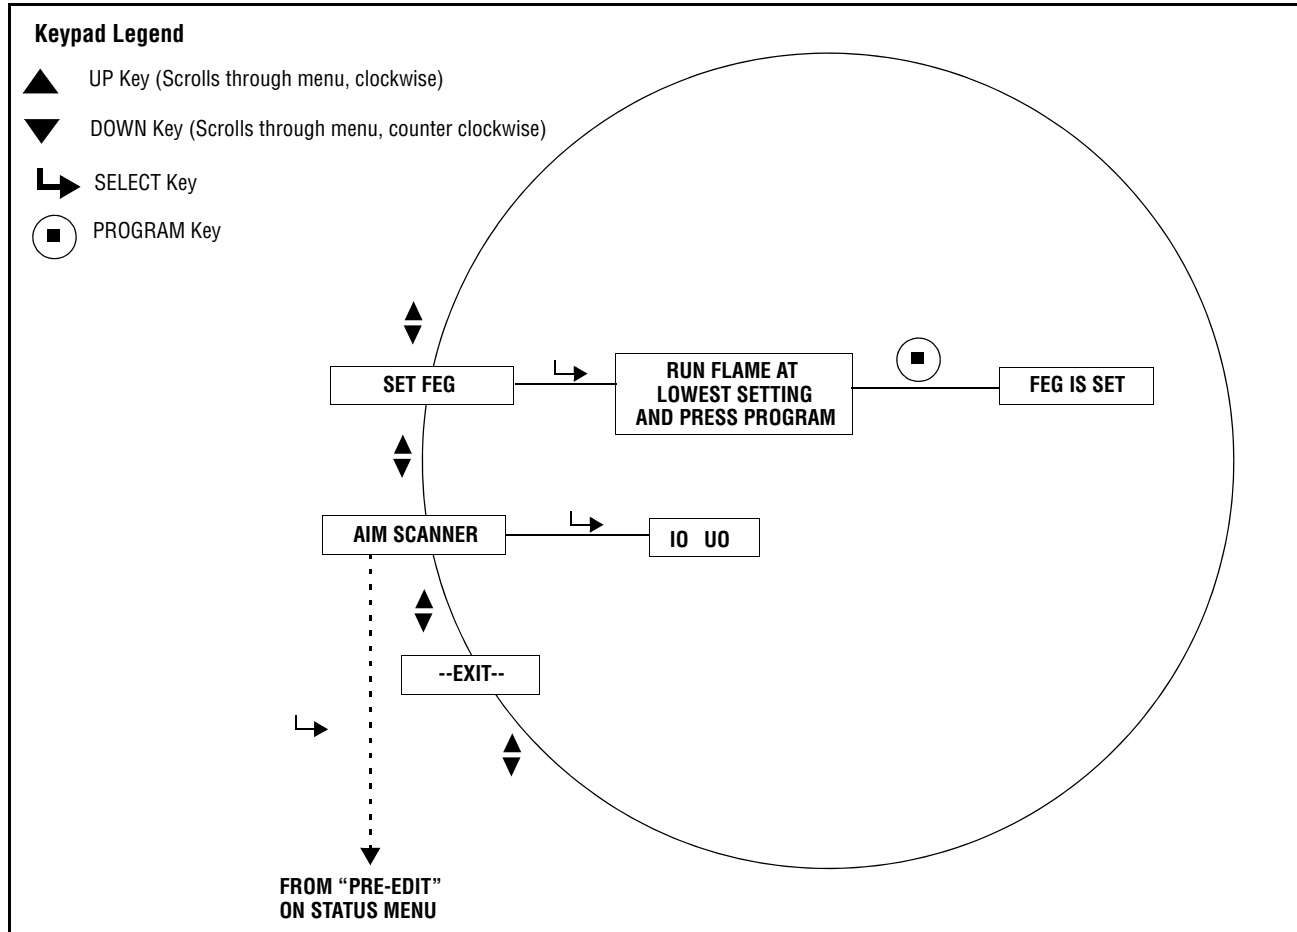 Keypad Legend
UP Key (Scrolls through menu, clockwise)
DOWN Key (Scrolls through menu, counter clockwise)
SELECT Key
PROGRAM Key
SET FEG
RUN FLAME AT
LOWEST SETTING
AND PRESS PROGRAM
FEG IS SET
AIM SCANNER
IO UO
--EXIT--
FROM “PRE-EDIT”
ON STATUS MENU